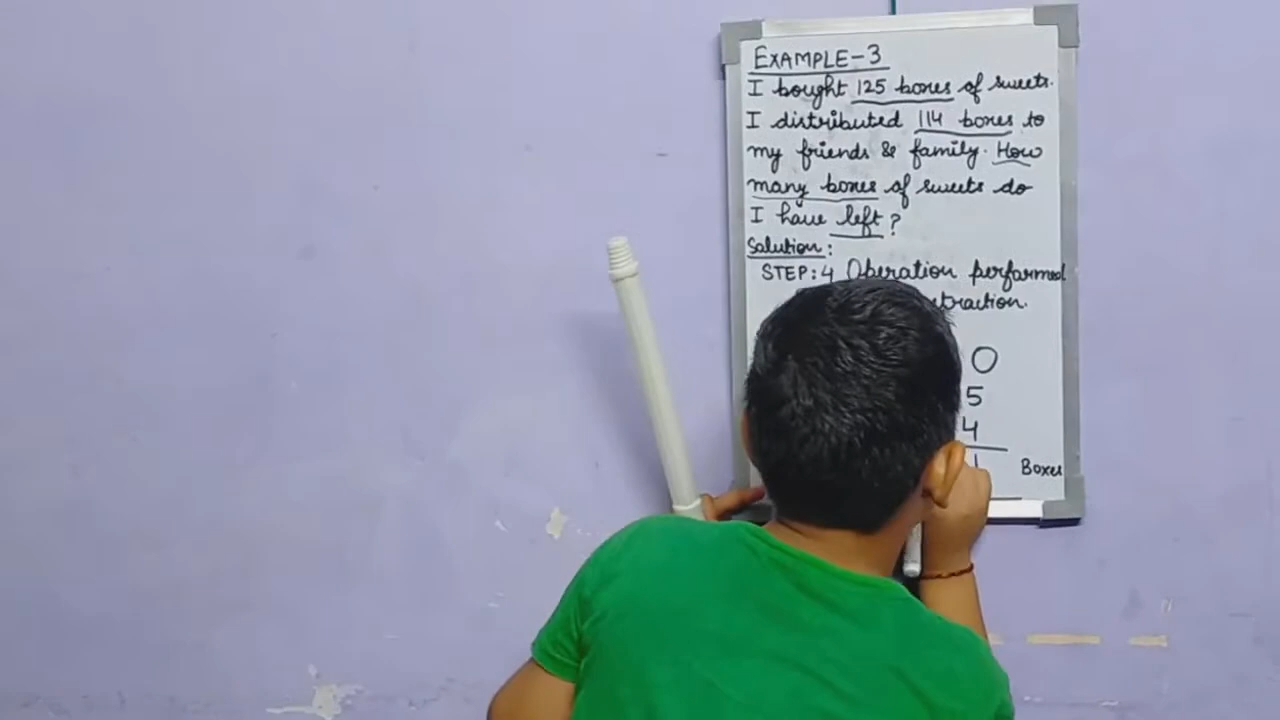 EXAMPLE-3
I bought 125 boxes of sweets.
I distributed 114 boxes to
my friends & family. How
many boxes of sweets do
I have left?
Solution:
STEP:4 Operation performed
O
5
4
1 Boxes